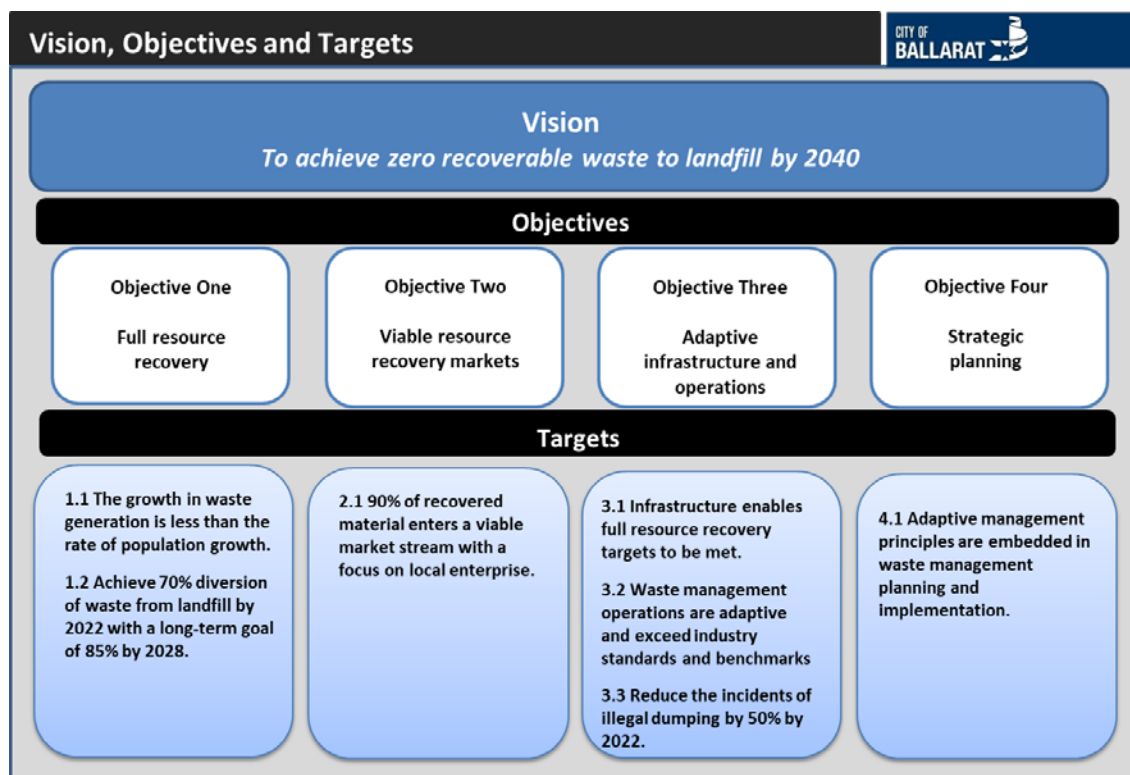 Vision, Objectives and Targets
CITY OF
BALLARAT
Vision
To achieve zero recoverable waste to landfill by 2040
Objectives
Objective One
Full resource
recovery
Objective Two
Viable resource
recovery markets
Objective Three
Adaptive
infrastructure and
operations
Objective Four
Strategic
planning
Targets
1.1 The growth in waste
generation is less than the
rate of population growth.
1.2 Achieve 70% diversion
of waste from landfill by
2022 with a long-term goal
of 85% by 2028.
2.1 90% of recovered
material enters a viable
market stream with a
focus on local enterprise.
3.1 Infrastructure enables
full resource recovery
targets to be met.
3.2 Waste management
operations are adaptive
and exceed industry
standards and benchmarks
3.3 Reduce the incidents of
illegal dumping by 50% by
2022.
4.1 Adaptive management
principles are embedded in
waste management
planning and
implementation.